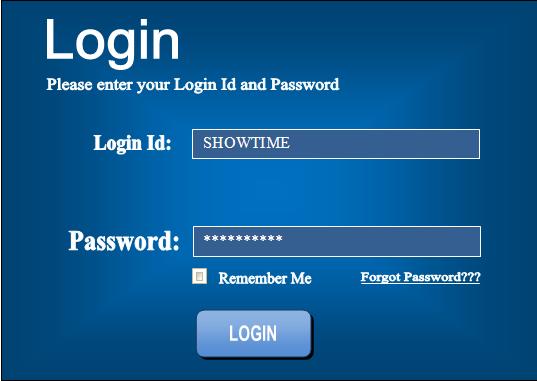 Login
Please enter your Login Id and Password
Login Id: SHOWTIME
Password: **********
Remember Me Forgot Password???
LOGIN